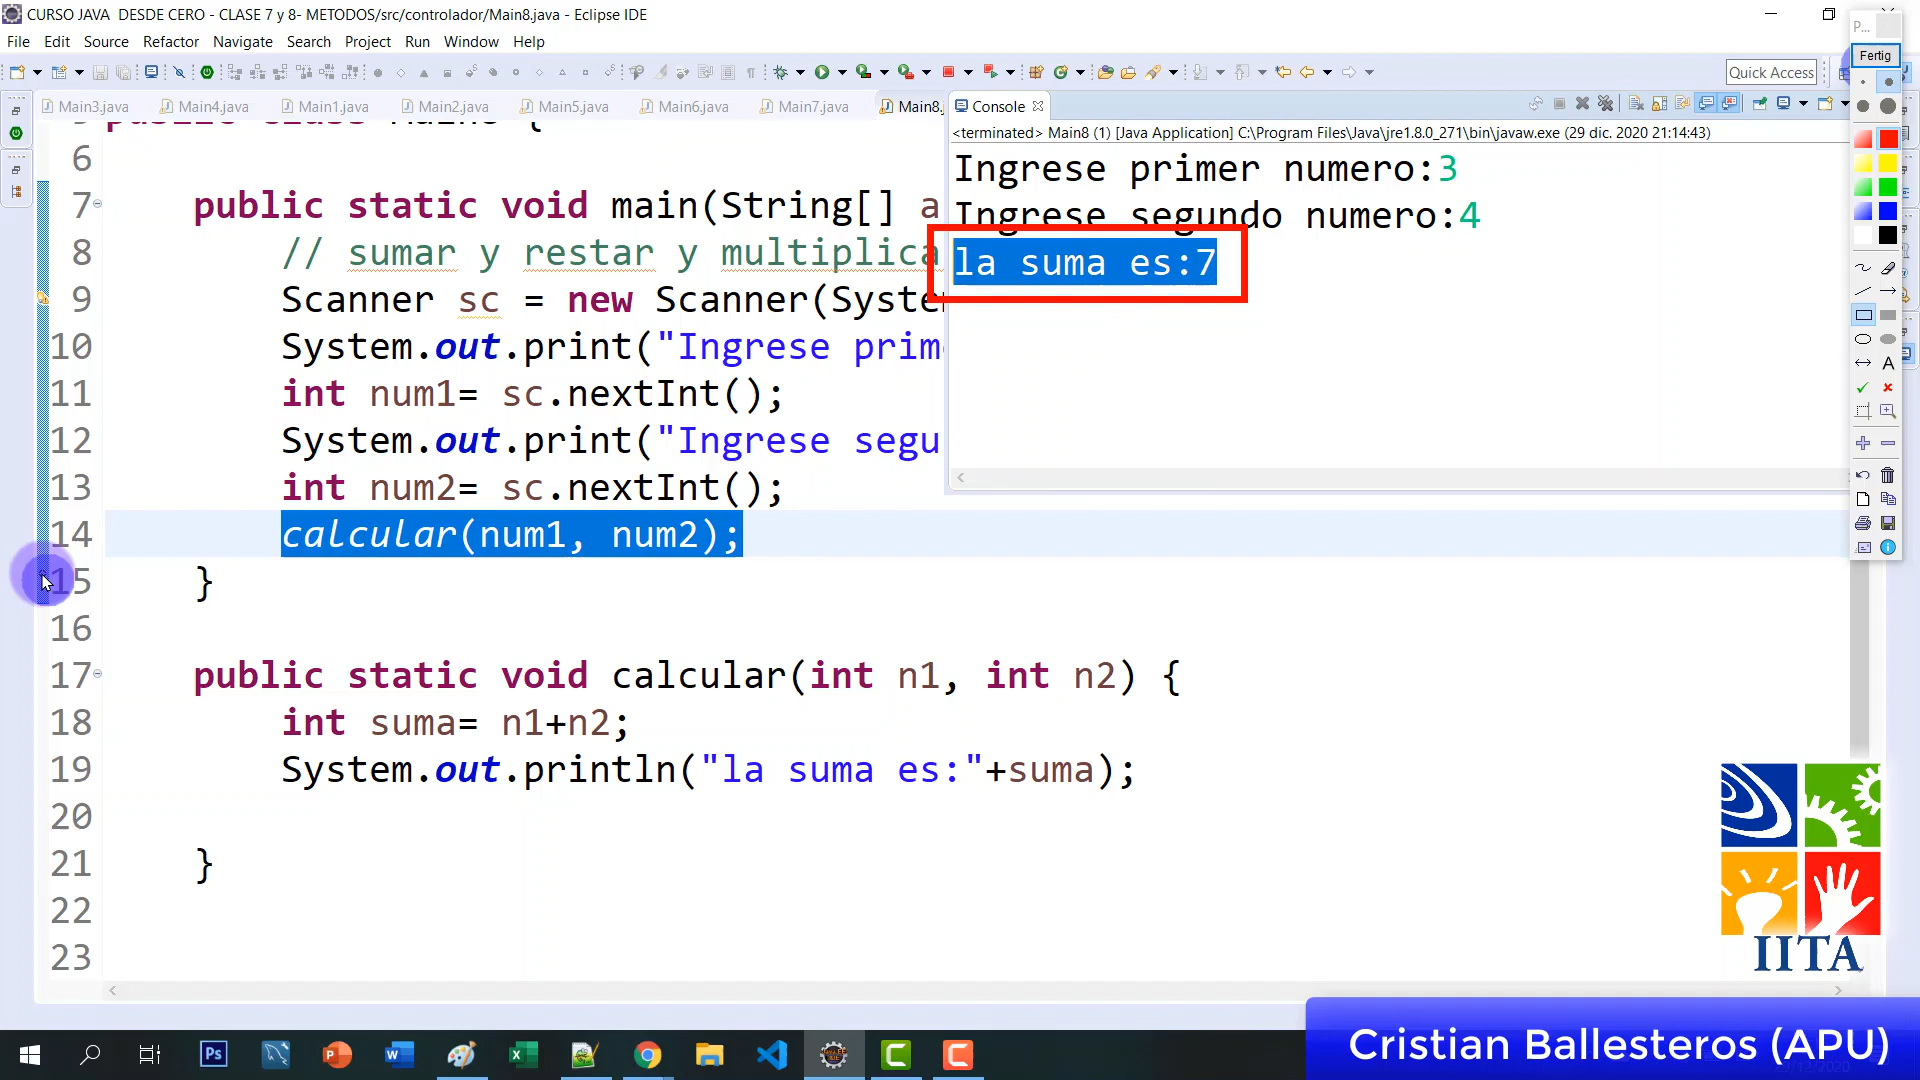 CURSO JAVA DESDE CERO - CLASE 7 y 8- METODOS/src/controlador/Main8.java - Eclipse IDE
File Edit Source Refactor Navigate Search Project Run Window Help
Quick Access
P... Fertig
Main3.java Main4.java Main1.java Main2.java Main5.java Main6.java Main7.java Main8.
Console
<terminated> Main8 (1) [Java Application] C:\Program Files\Java\jre1.8.0_271\bin\javaw.exe (29 dic. 2020 21:14:43)
Ingrese primer numero:3
Ingrese segundo numero:4
la suma es:7
6
7 public static void main(String[] a
8 // sumar y restar y multiplica
9 Scanner sc = new Scanner(Syste
10 System.out.print("Ingrese prim
11 int num1= sc.nextInt();
12 System.out.print("Ingrese segu
13 int num2= sc.nextInt();
14 calcular(num1, num2);
15 }
16
17 public static void calcular(int n1, int n2) {
18 int suma= n1+n2;
19 System.out.println("la suma es:"+suma);
20
21 }
22
23
IITA
Cristian Ballesteros (APU)